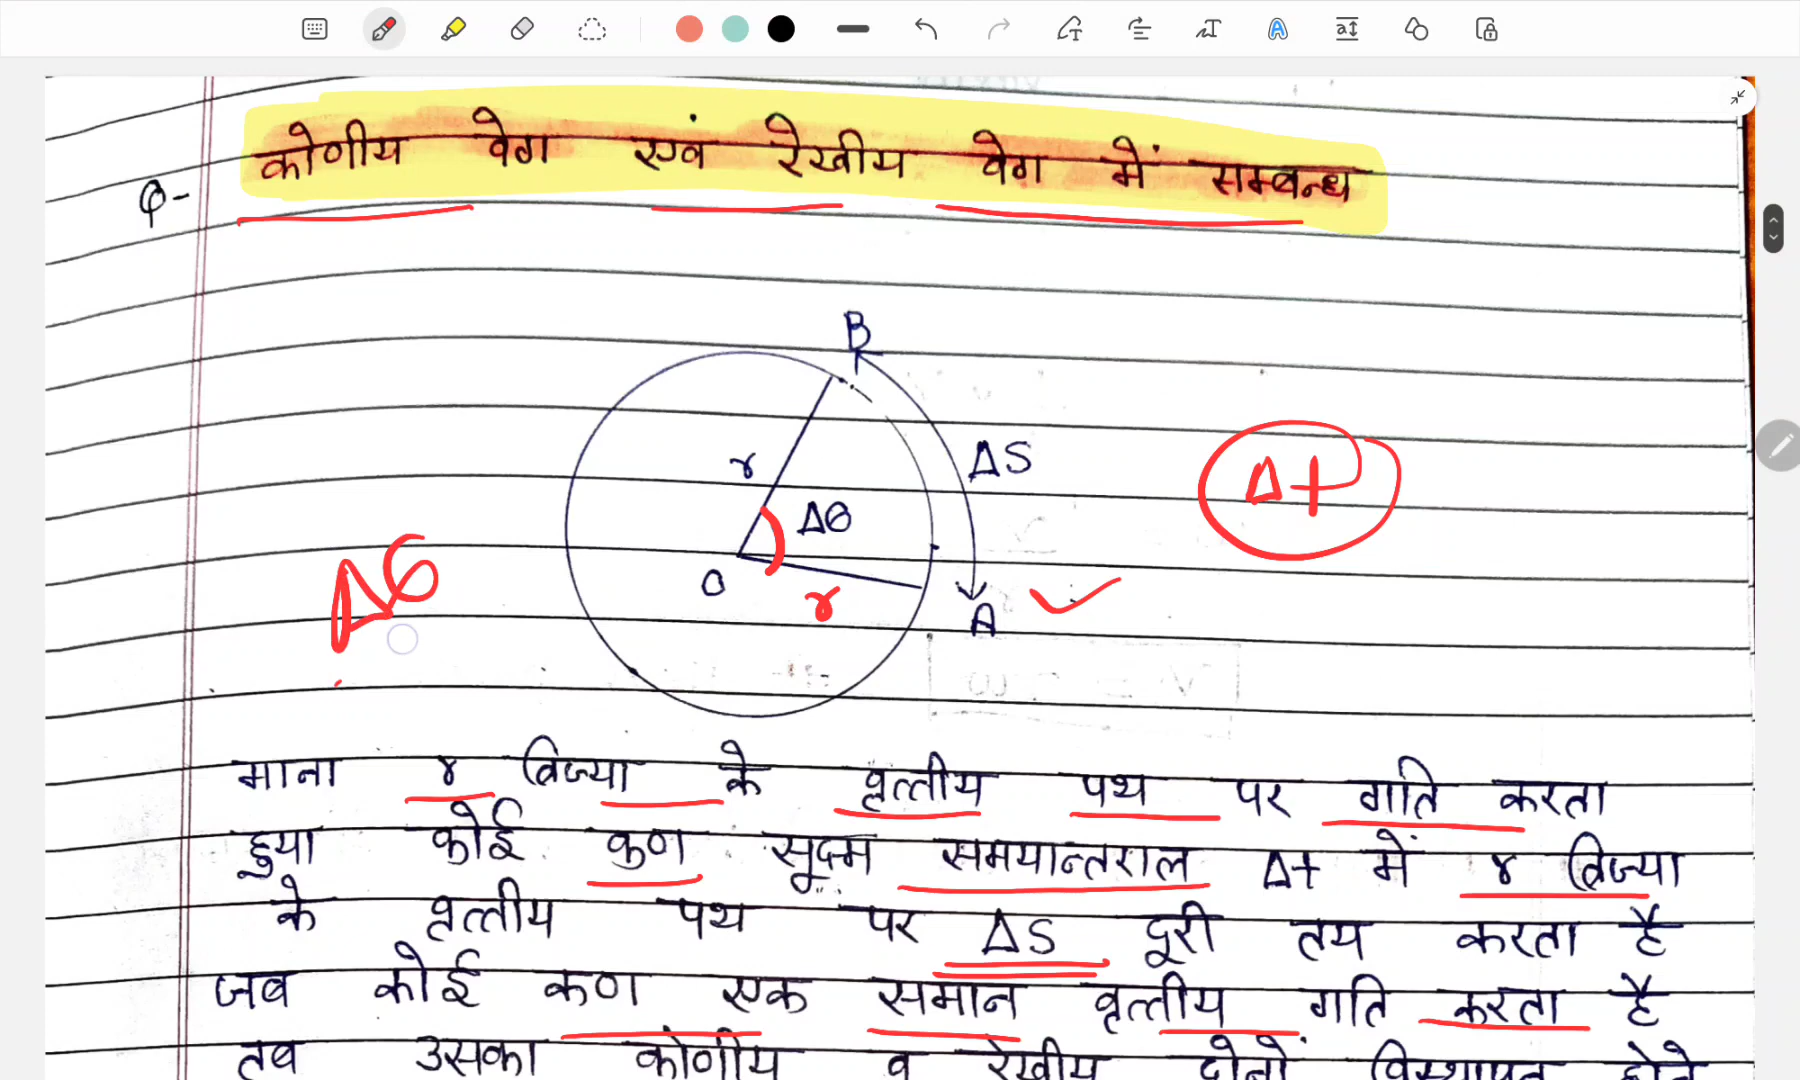 Q- कोणीय वेग एवं रेखीय वेग में सम्बन्ध
B
ΔS
r
Δθ
Δt
Δθ
O
r
A
माना r त्रिज्या के वृत्तीय पथ पर गति करता
हुया कोई कण सूक्ष्म समयान्तराल Δt में r त्रिज्या
के वृत्तीय पथ पर ΔS दूरी तय करता है
जब कोई कण एक समान वृत्तीय गति करता है
तब उसका कोणीय व रेखीय दोनों विस्थापन होते